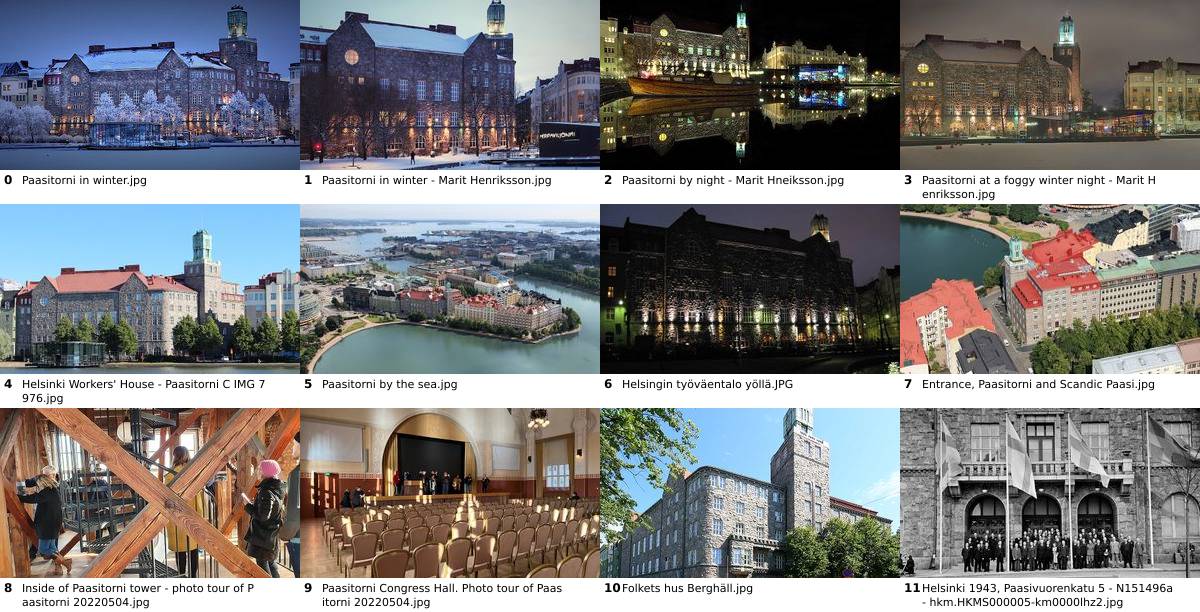 0 Paasitorni in winter.jpg
1 Paasitorni in winter - Marit Henriksson.jpg
2 Paasitorni by night - Marit Hneiksson.jpg
3 Paasitorni at a foggy winter night - Marit H
enriksson.jpg
4 Helsinki Workers' House - Paasitorni C IMG 7
976.jpg
5 Paasitorni by the sea.jpg
6 Helsingin työväentalo yöllä.JPG
7 Entrance, Paasitorni and Scandic Paasi.jpg
8 Inside of Paasitorni tower - photo tour of P
aasitorni 20220504.jpg
9 Paasitorni Congress Hall. Photo tour of Paas
itorni 20220504.jpg
10 Folkets hus Berghäll.jpg
11 Helsinki 1943, Paasivuorenkatu 5 - N151496a
- hkm.HKMS000005-km0000lhz2.jpg